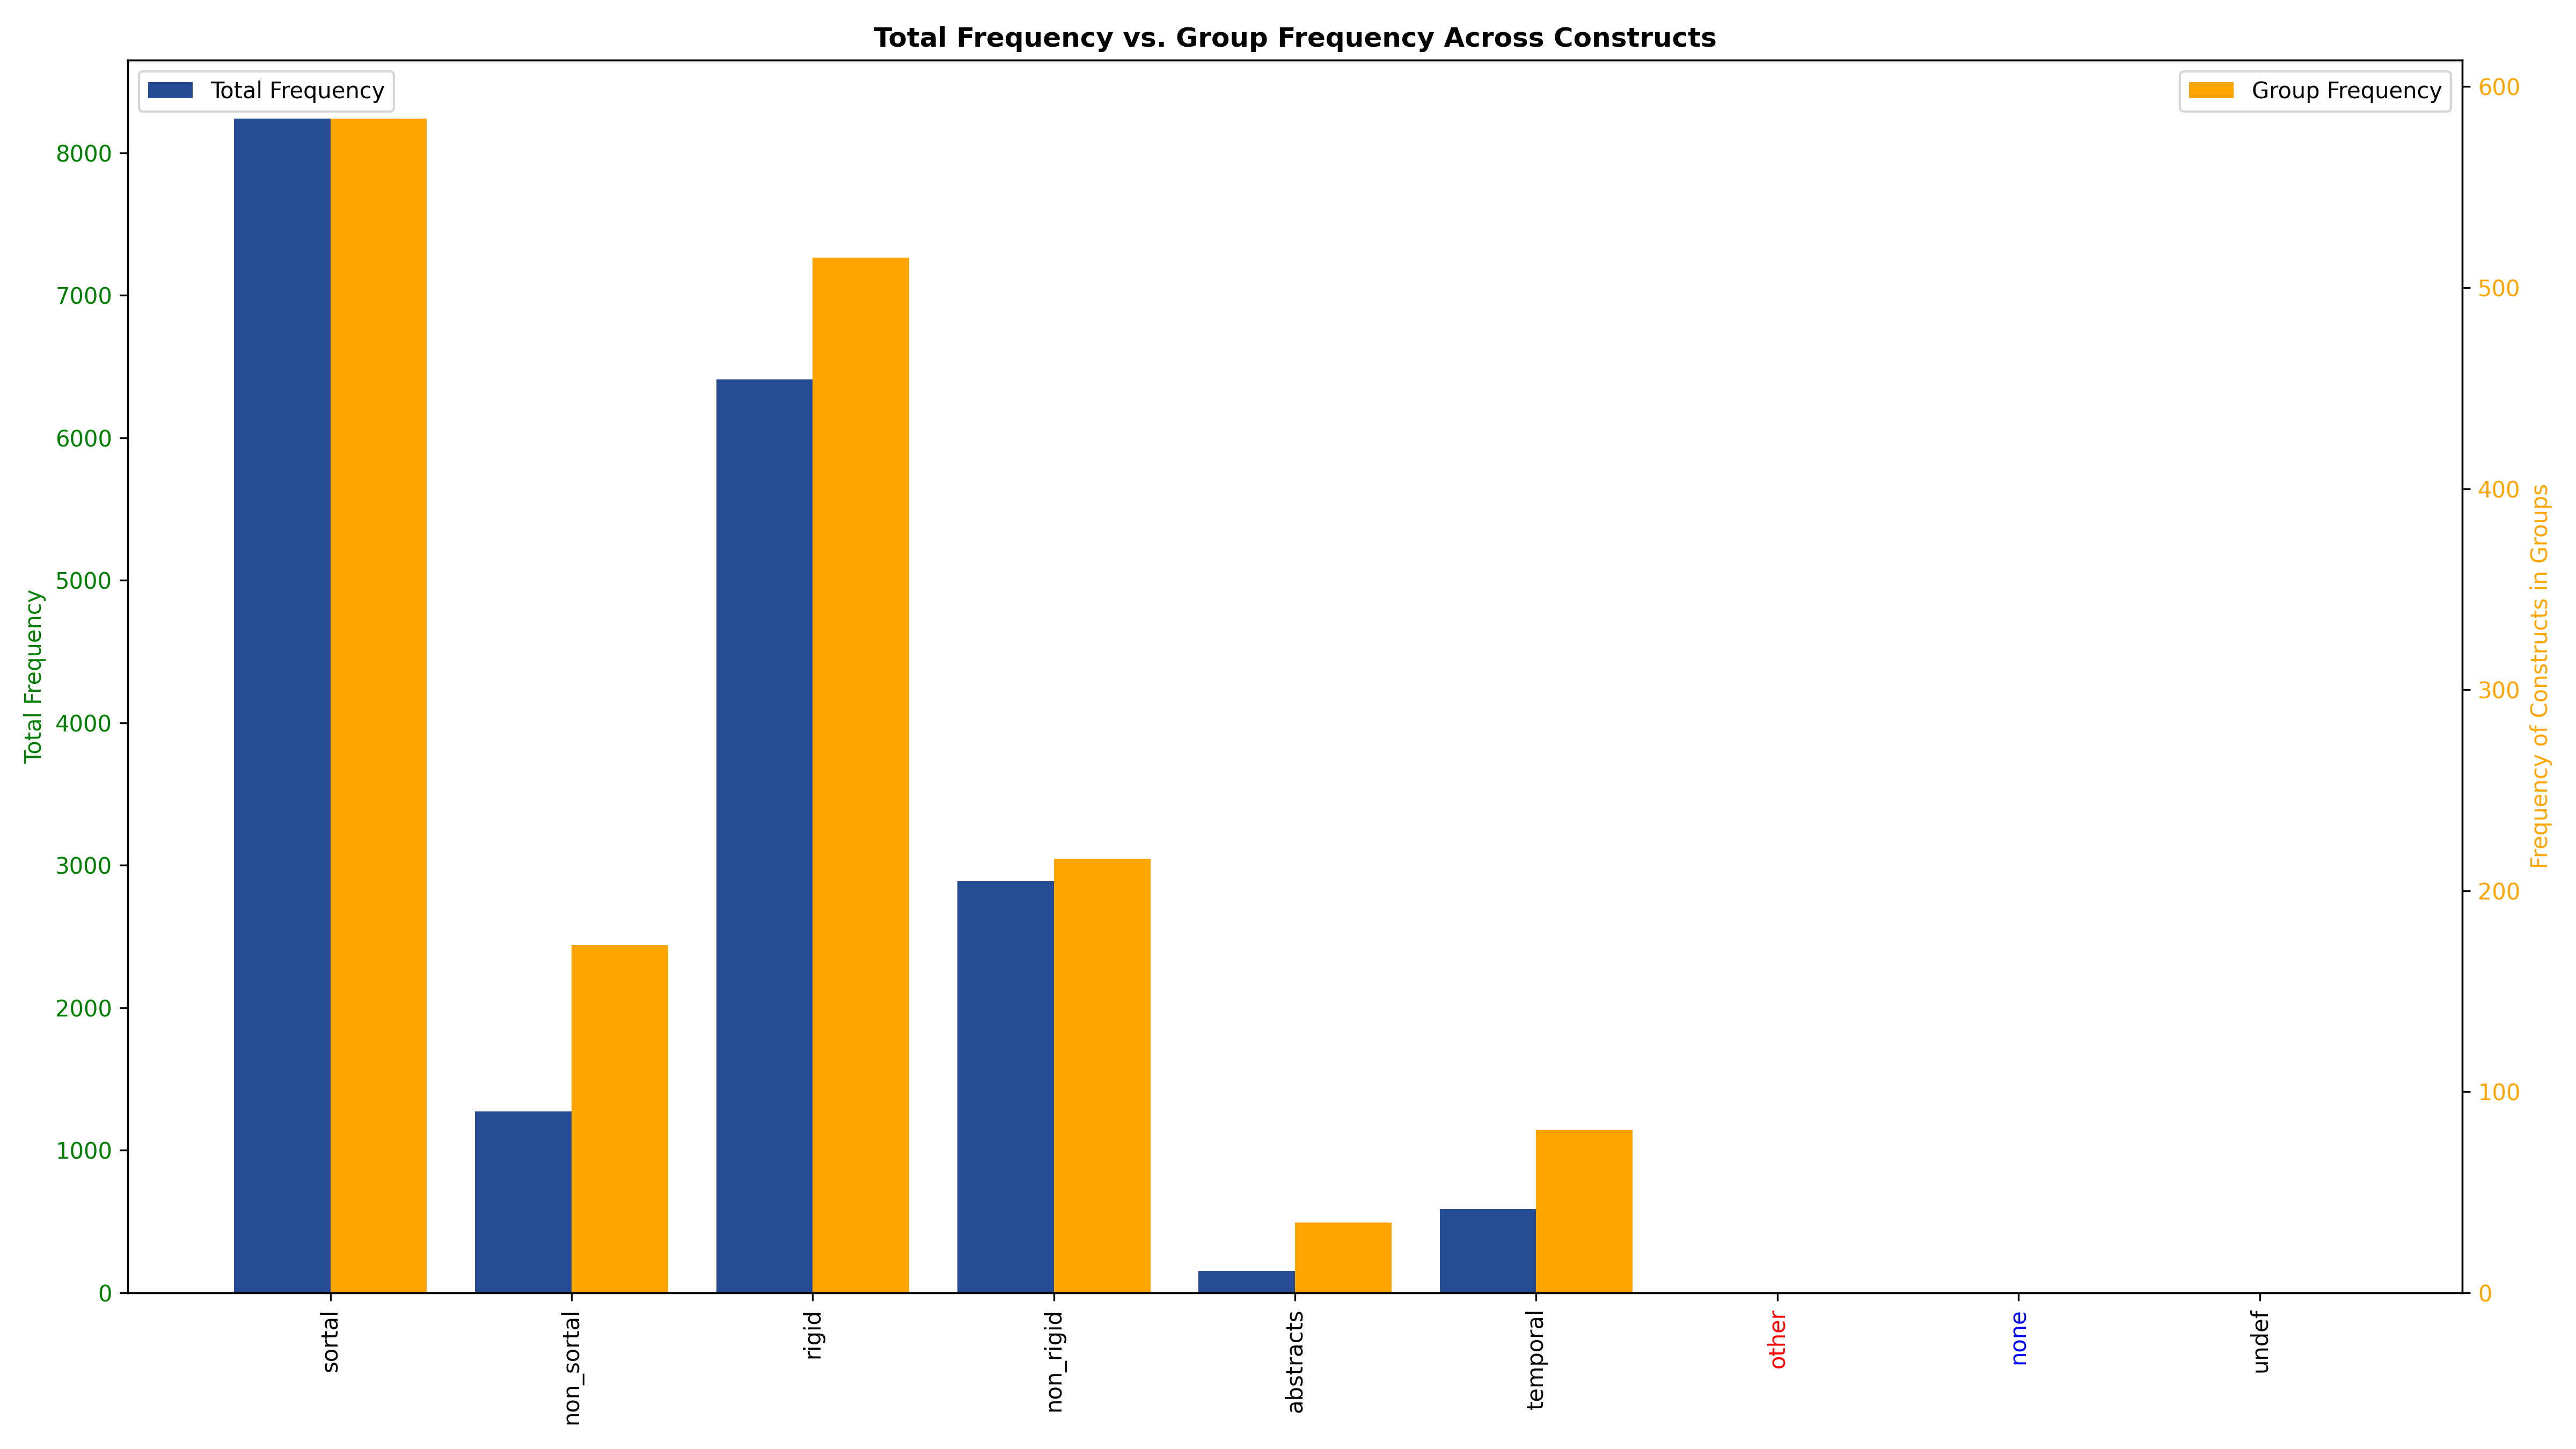 Total Frequency vs. Group Frequency Across Constructs
Total Frequency
Group Frequency
8000
7000
6000
5000
4000
3000
2000
1000
0
Total Frequency
600
500
400
300
200
100
0
Frequency of Constructs in Groups
sortal
non_sortal
rigid
non_rigid
abstracts
temporal
other
none
undef